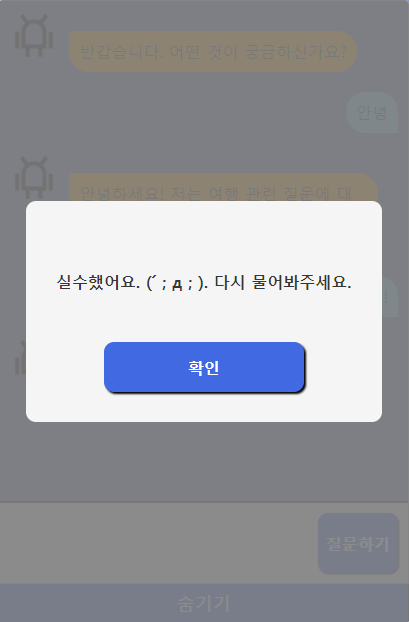 반갑습니다. 어떤 것이 궁금하신가요?
안녕
안녕하세요! 저는 여행 관련 질문에 대
실수했어요. (´ ; д ; ). 다시 물어봐주세요.
확인
질문하기
숨기기